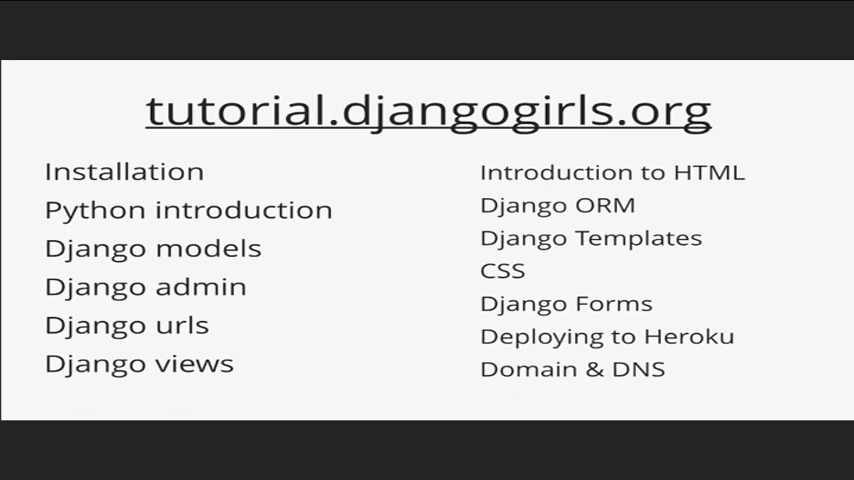 tutorial.djangogirls.org
Installation
Python introduction
Django models
Django admin
Django urls
Django views
Introduction to HTML
Django ORM
Django Templates
CSS
Django Forms
Deploying to Heroku
Domain & DNS